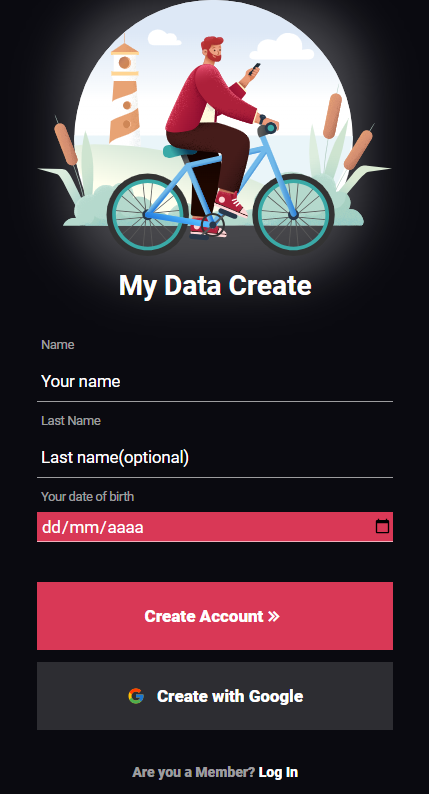 My Data Create
Name
Your name
Last Name
Last name(optional)
Your date of birth
dd/mm/aaaa
Create Account »
Create with Google
Are you a Member? Log In